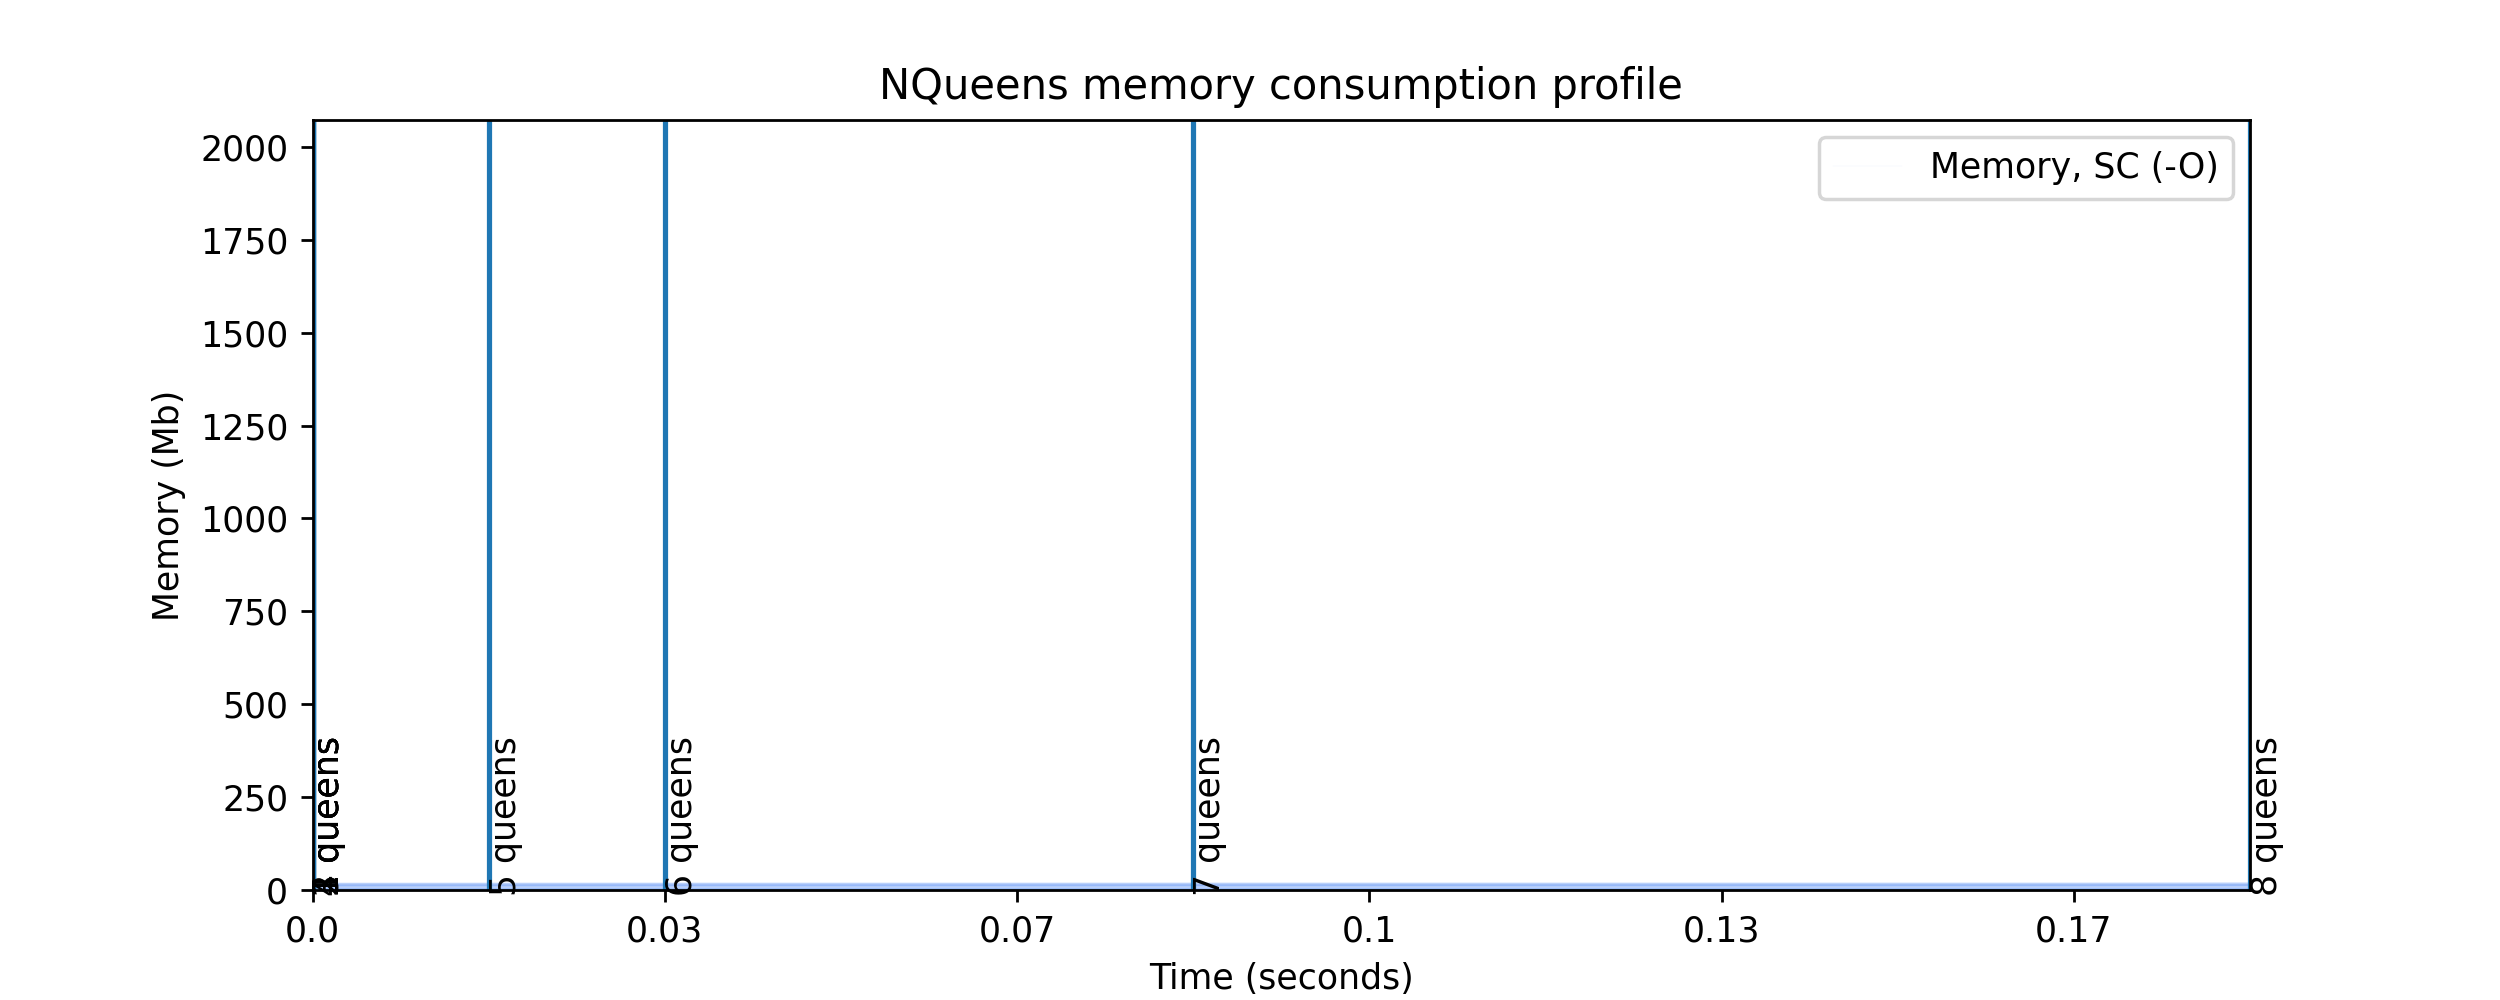 NQueens memory consumption profile
Memory, SC (-O)
Memory (Mb)
2000
1750
1500
1250
1000
750
500
250
0
queens
5 queens
6 queens
7 queens
8 queens
0.0
0.03
0.07
0.1
0.13
0.17
Time (seconds)